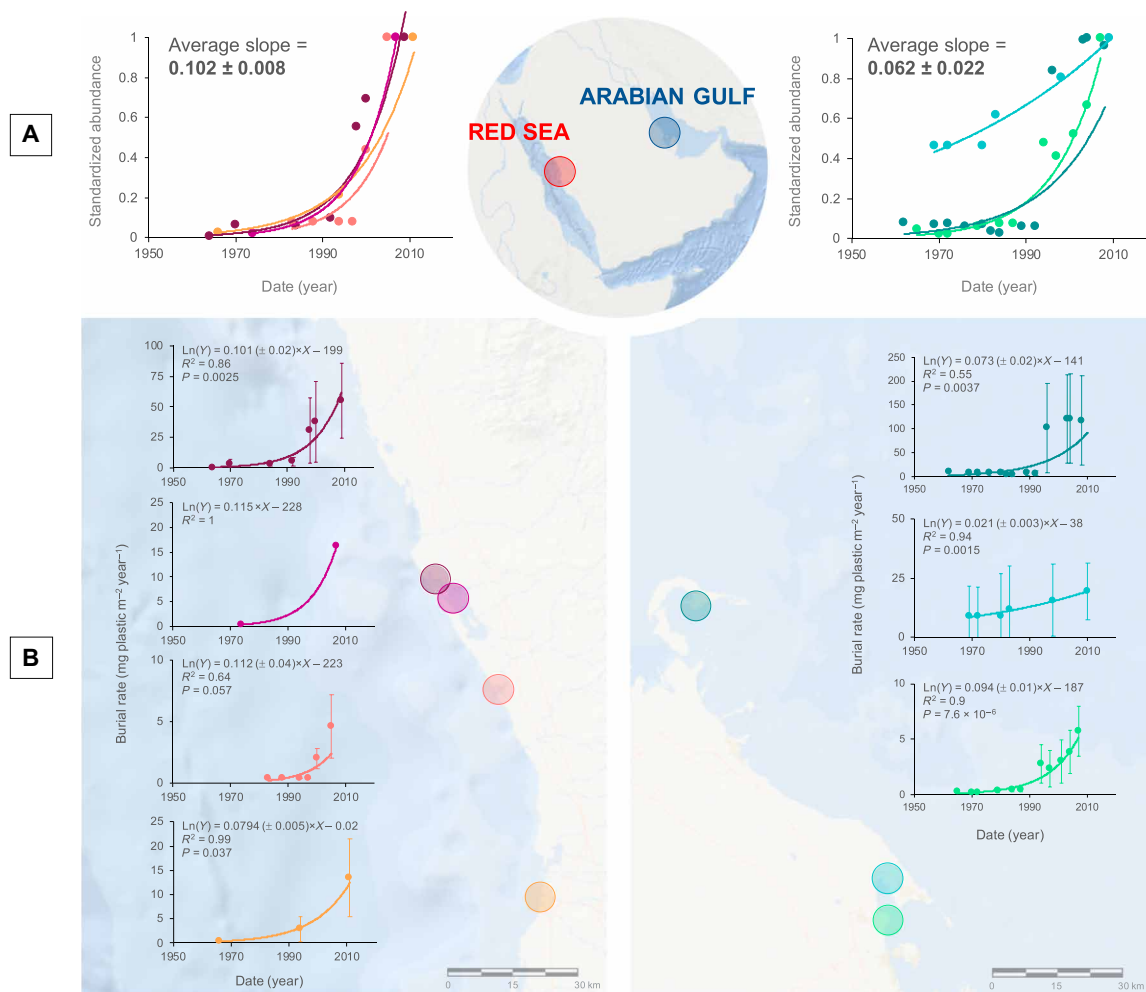 A
Average slope =
0.102 ± 0.008
Standardized abundance
1
0.8
0.6
0.4
0.2
0
1950
1970
1990
2010
Date (year)
ARABIAN GULF
RED SEA
Average slope =
0.062 ± 0.022
Standardized abundance
1
0.8
0.6
0.4
0.2
0
1950
1970
1990
2010
Date (year)
B
Burial rate (mg plastic m⁻² year⁻¹)
Ln(Y) = 0.101 (± 0.02)×X – 199
R² = 0.86
P = 0.0025
100
75
50
25
0
1950
1970
1990
2010
Ln(Y) = 0.115 ×X – 228
R² = 1
25
20
15
10
5
0
1950
1970
1990
2010
Ln(Y) = 0.112 (± 0.04)×X – 223
R² = 0.64
P = 0.057
10
5
0
1950
1970
1990
2010
Ln(Y) = 0.0794 (± 0.005)×X – 0.02
R² = 0.99
P = 0.037
25
20
15
10
5
0
1950
1970
1990
2010
Date (year)
0
15
30 km
Burial rate (mg plastic m⁻² year⁻¹)
Ln(Y) = 0.073 (± 0.02)×X – 141
R² = 0.55
P = 0.0037
250
200
150
100
50
0
1950
1970
1990
2010
Ln(Y) = 0.021 (± 0.003)×X – 38
R² = 0.94
P = 0.0015
50
25
0
1950
1970
1990
2010
Ln(Y) = 0.094 (± 0.01)×X – 187
R² = 0.9
P = 7.6 × 10⁻⁶
10
5
0
1950
1970
1990
2010
Date (year)
0
15
30 km